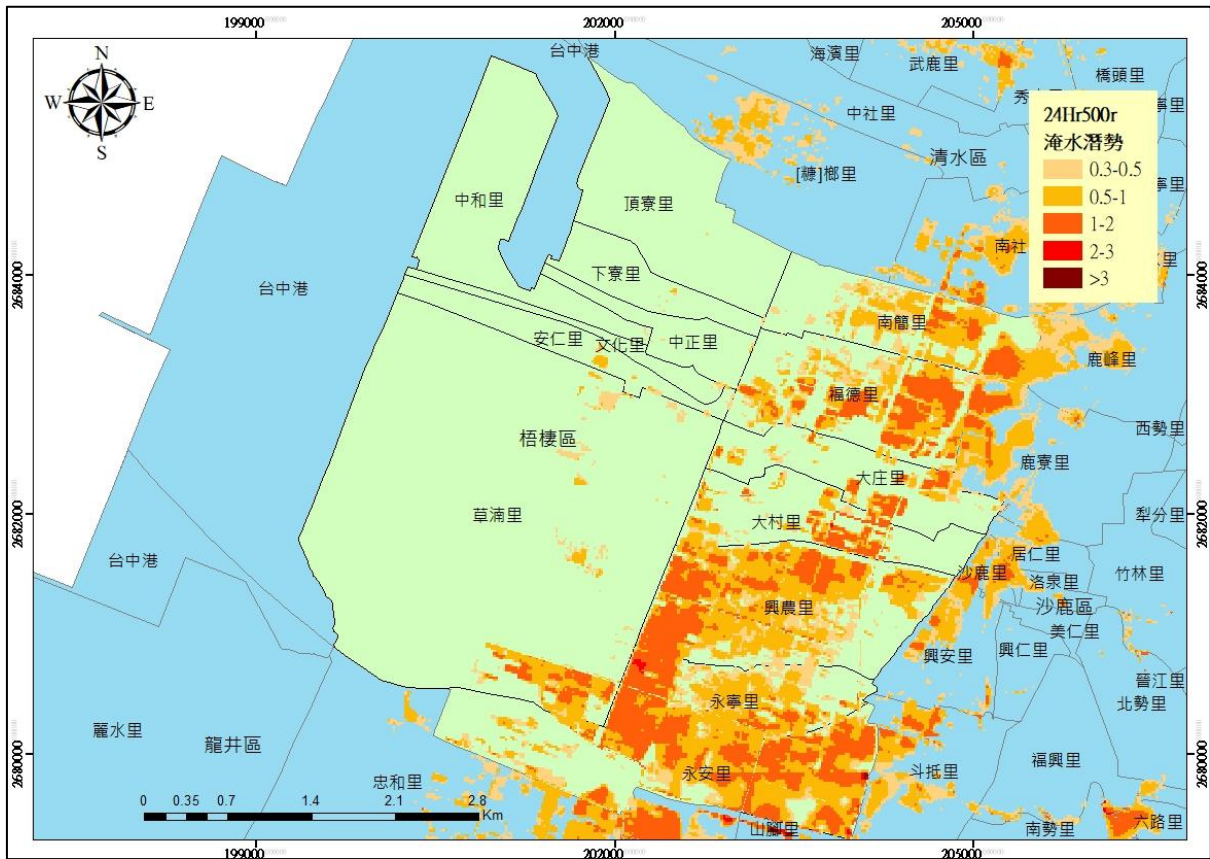 199000
202000
205000
台中港
海濱里
武鹿里
橋頭里
N
W
E
S
中社里
24Hr500r
淹水潛勢
0.3-0.5
0.5-1
1-2
2-3
>3
清水區
[糠]榔里
中和里
頂寮里
南社
下寮里
2684000
2684000
台中港
南簡里
安仁里
文化里
中正里
鹿峰里
福德里
梧棲區
西勢里
鹿寮里
大庄里
草湳里
大村里
犁分里
2682000
2682000
台中港
居仁里
沙鹿里
洛泉里
竹林里
興農里
沙鹿區
美仁里
興安里
興仁里
晉江里
永寧里
北勢里
麗水里
龍井區
2680000
2680000
永安里
斗抵里
福興里
忠和里
0
0.35
0.7
1.4
2.1
2.8
Km
山腳里
南勢里
六路里
199000
202000
205000